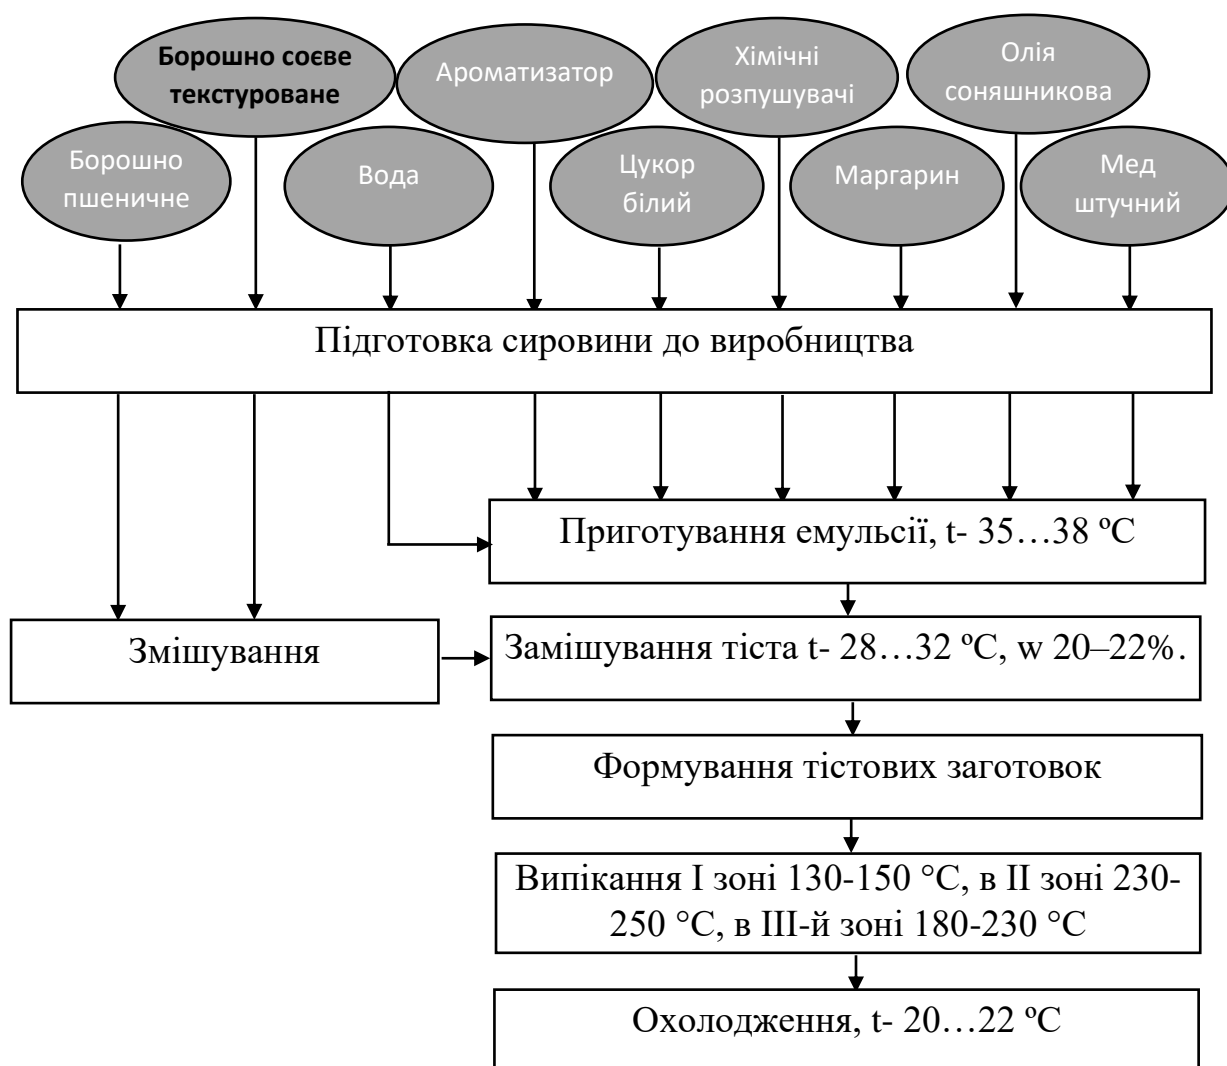 Борошно соєве
текстуроване
Ароматизатор
Хімічні
розпушувачі
Олія
соняшникова
Борошно
пшеничне
Вода
Цукор
білий
Маргарин
Мед
штучний
Підготовка сировини до виробництва
Приготування емульсії, t- 35…38 ºС
Змішування
Замішування тіста t- 28…32 ºС, w 20–22%.
Формування тістових заготовок
Випікання І зоні 130-150 °С, в ІІ зоні 230-
250 °С, в ІІІ-й зоні 180-230 °С
Охолодження, t- 20…22 ºС